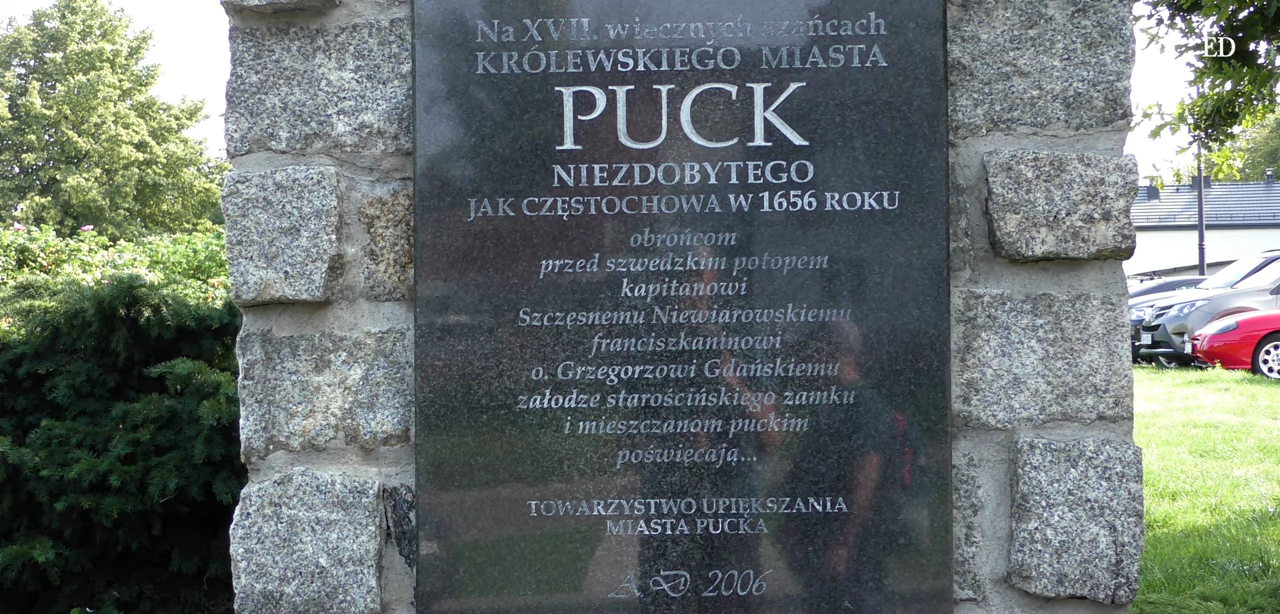 Na XVII. wiecznych szańcach
KRÓLEWSKIEGO MIASTA
PUCK
NIEZDOBYTEGO
JAK CZĘSTOCHOWA W 1656 ROKU
obrońcom
przed szwedzkim potopem
kapitanowi
Szczęsnemu Niewiarowskiemu
franciszkaninowi
o. Grzegorzowi Gdańskiemu
załodze starościńskiego zamku
i mieszczanom puckim
poświęcają...
TOWARZYSTWO UPIĘKSZANIA
MIASTA PUCKA
A.D. 2006
ED